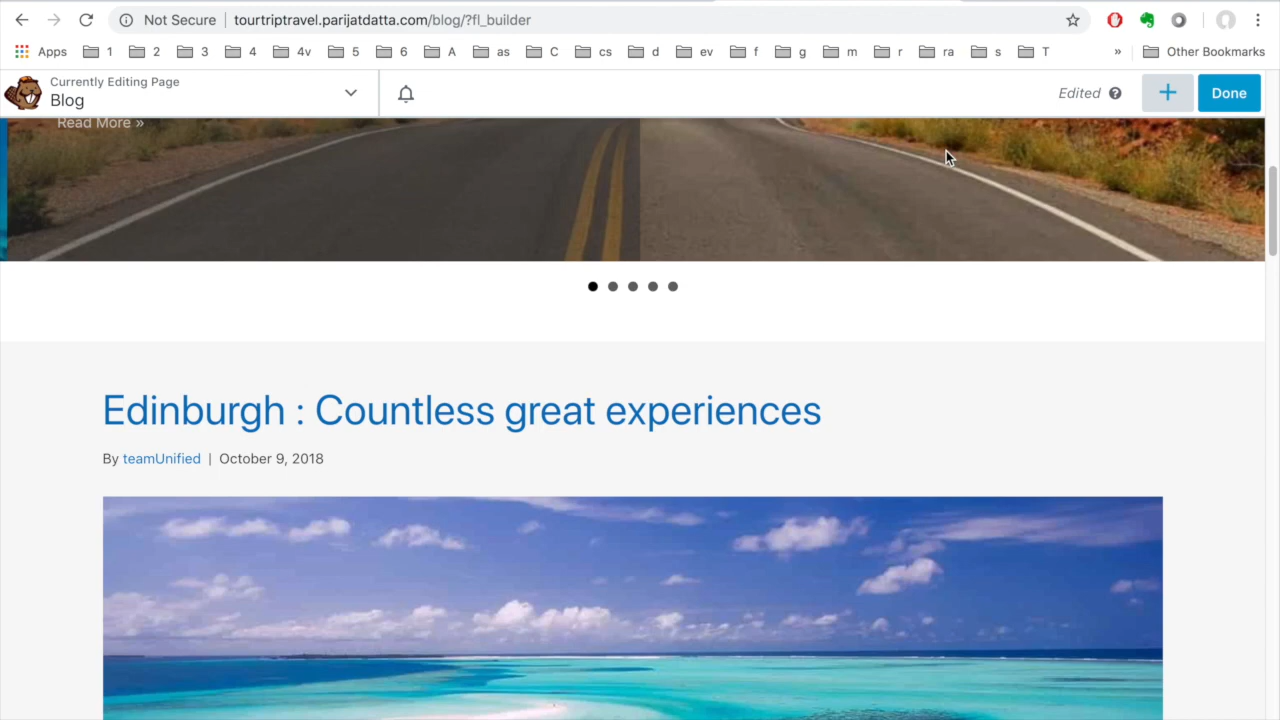 Not Secure | tourtriptravel.parijatdatta.com/blog/?fl_builder
Apps 1 2 3 4 4v 5 6 A as C cs d ev f g m r ra s T » Other Bookmarks
Currently Editing Page
Blog
Edited ? + Done
Read More »
Edinburgh : Countless great experiences
By teamUnified | October 9, 2018